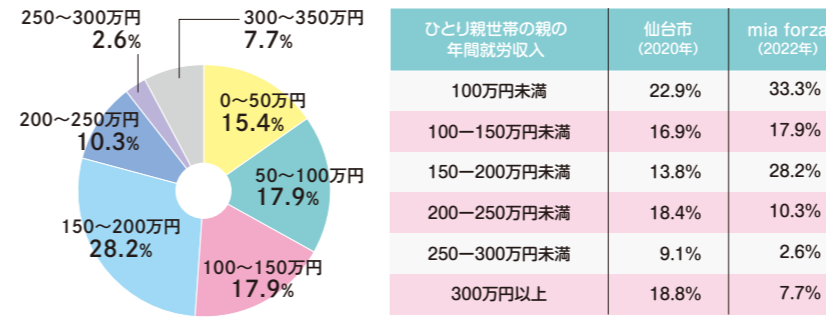 250〜300万円
2.6%
300〜350万円
7.7%
0〜50万円
15.4%
200〜250万円
10.3%
50〜100万円
17.9%
150〜200万円
28.2%
100〜150万円
17.9%
ひとり親世帯の親の
年間就労収入
仙台市
(2020年)
mia forza
(2022年)
100万円未満 22.9% 33.3%
100ー150万円未満 16.9% 17.9%
150ー200万円未満 13.8% 28.2%
200ー250万円未満 18.4% 10.3%
250ー300万円未満 9.1% 2.6%
300万円以上 18.8% 7.7%